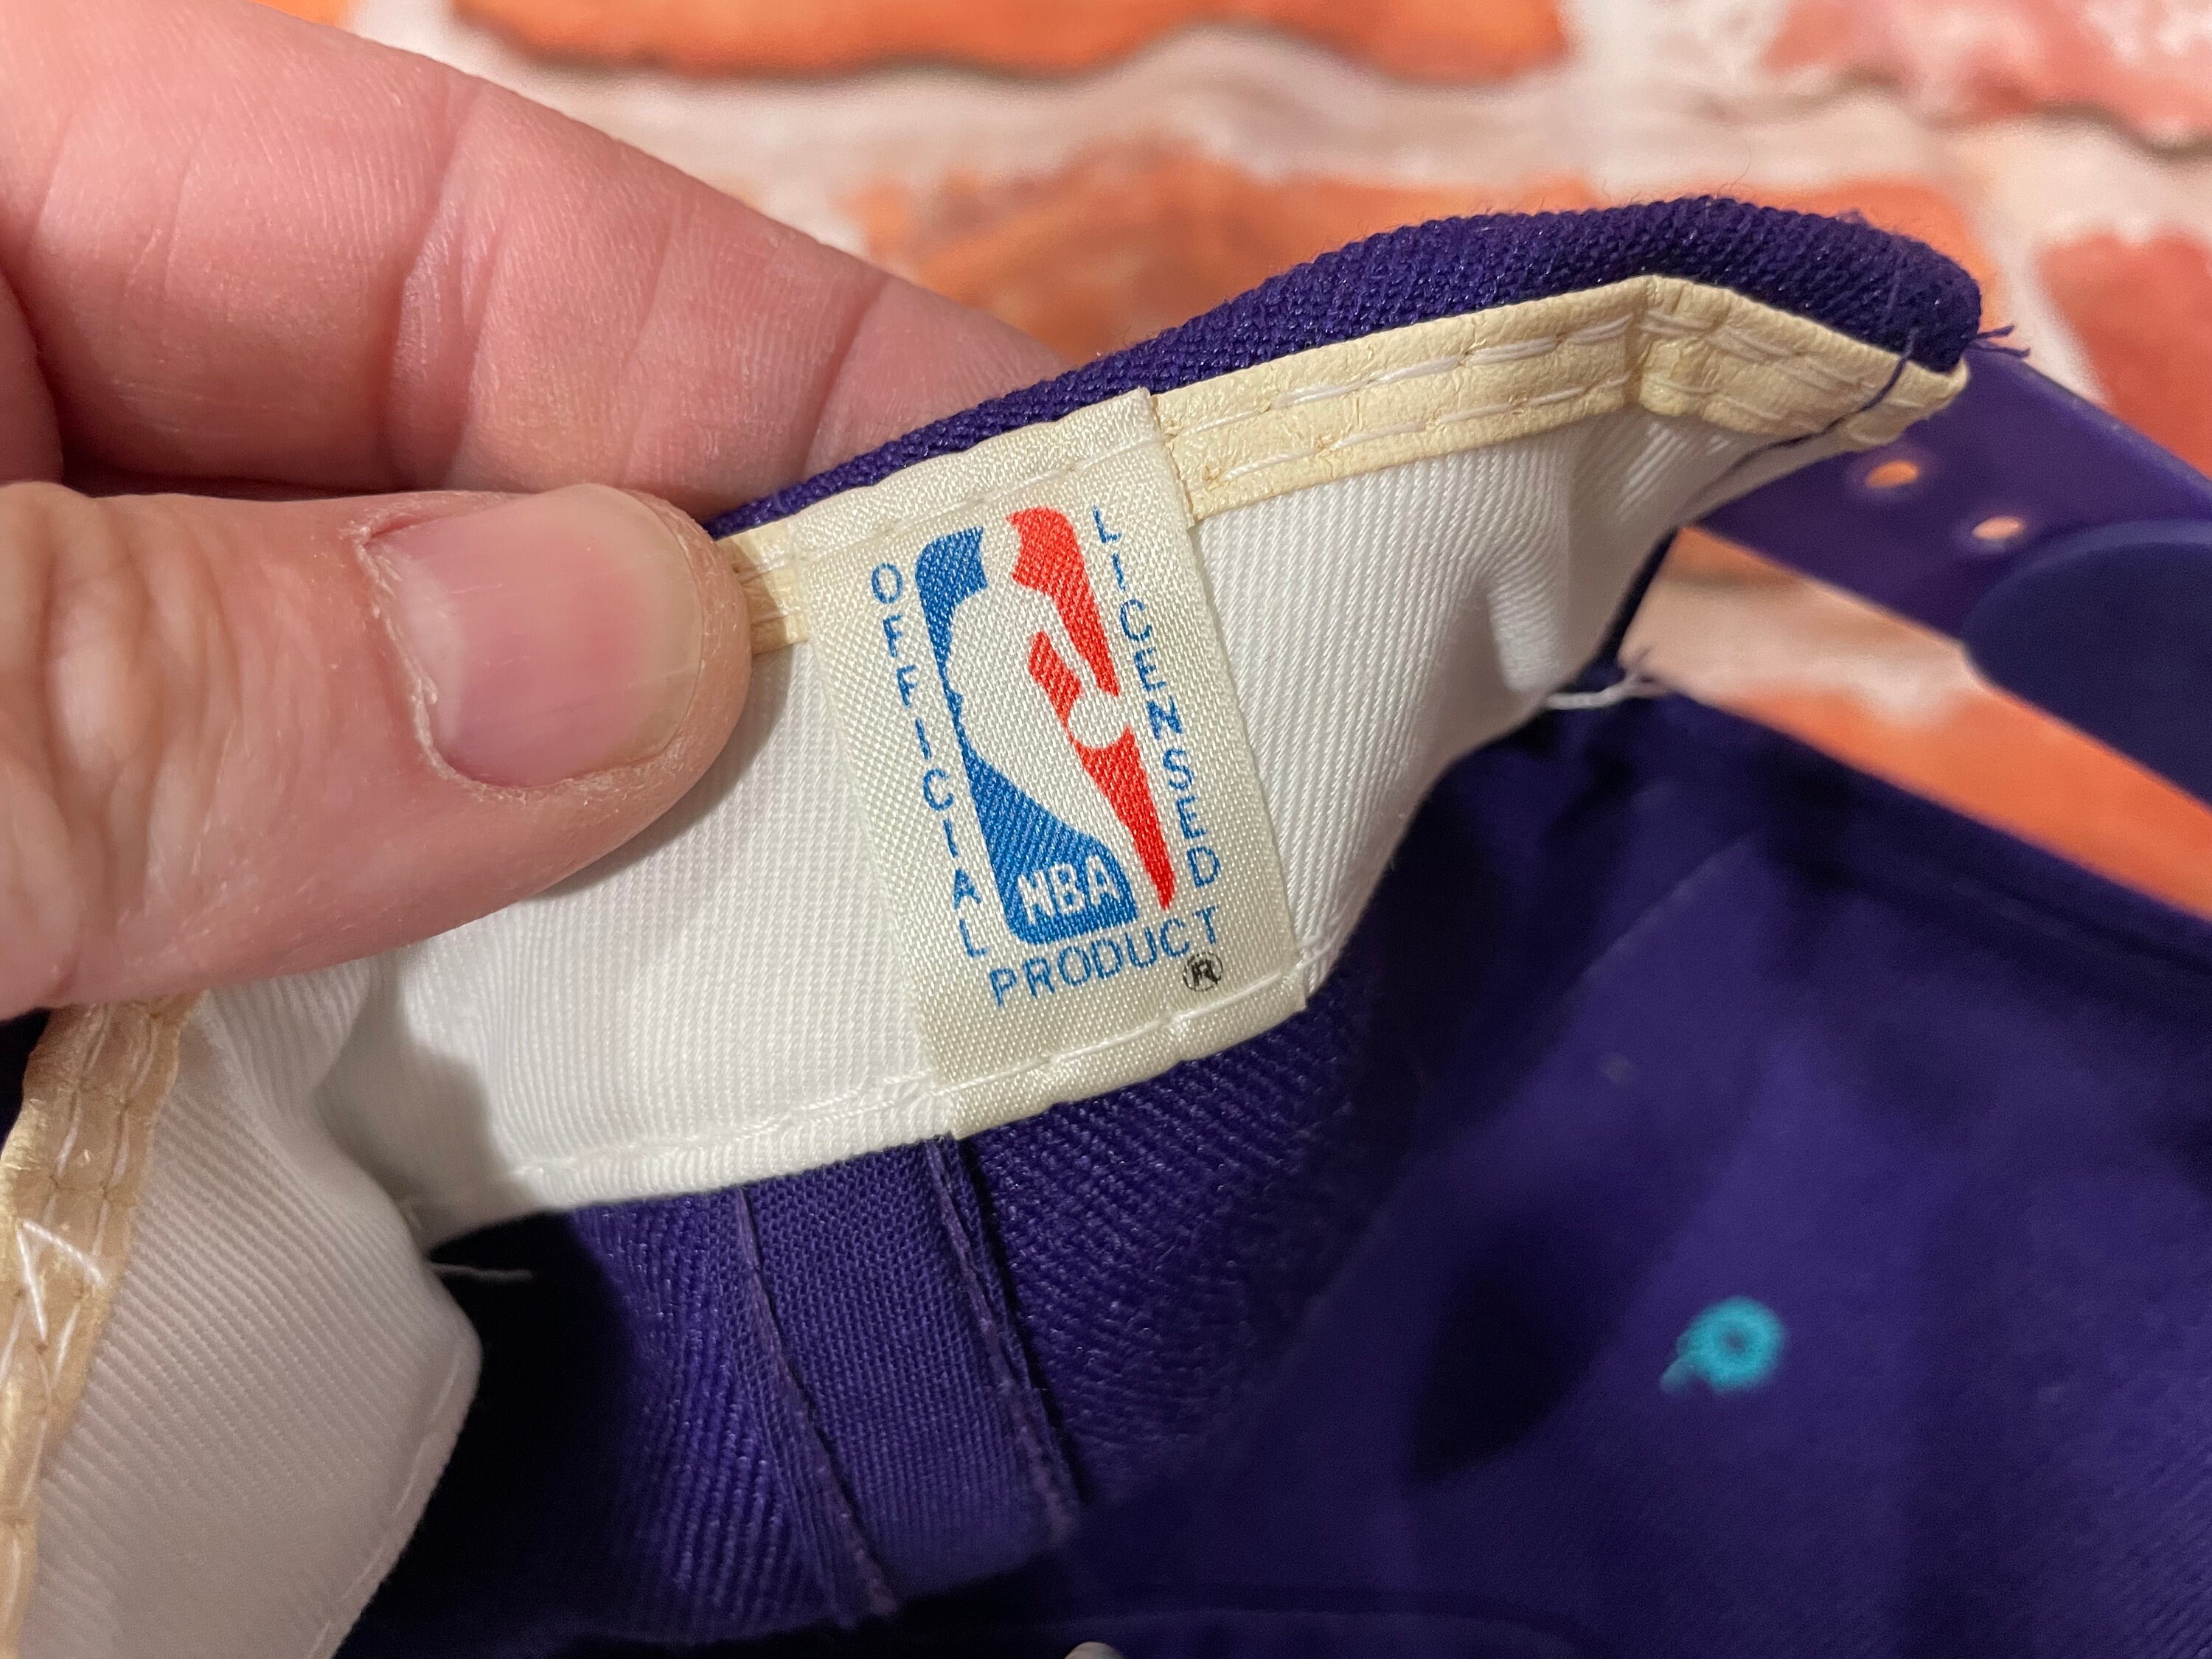 OFFICIAL
LICENSED
NBA
PRODUCT
®